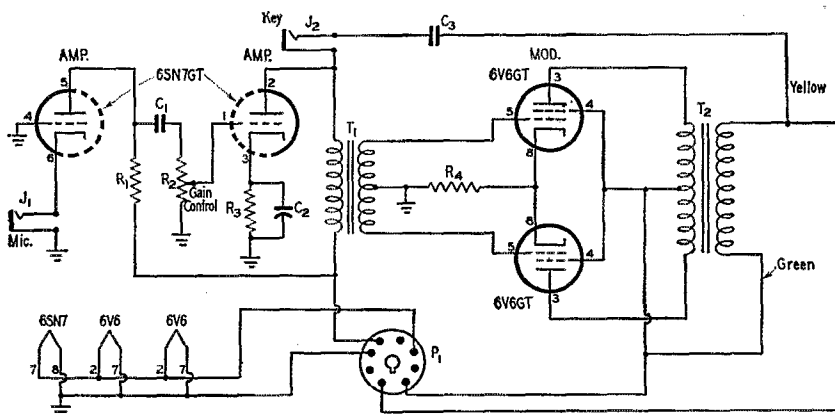 Key
J2
C3
AMP.
6SN7GT
AMP.
MOD.
6V6GT
Yellow
5
2
3
4
C1
1
5
4
6
3
8
T1
T2
R1
R2
Gain
Control
R3
C2
R4
J1
Mic.
8
5
4
3
6V6GT
Green
6SN7
6V6
6V6
P1
7
8
2
7
2
7